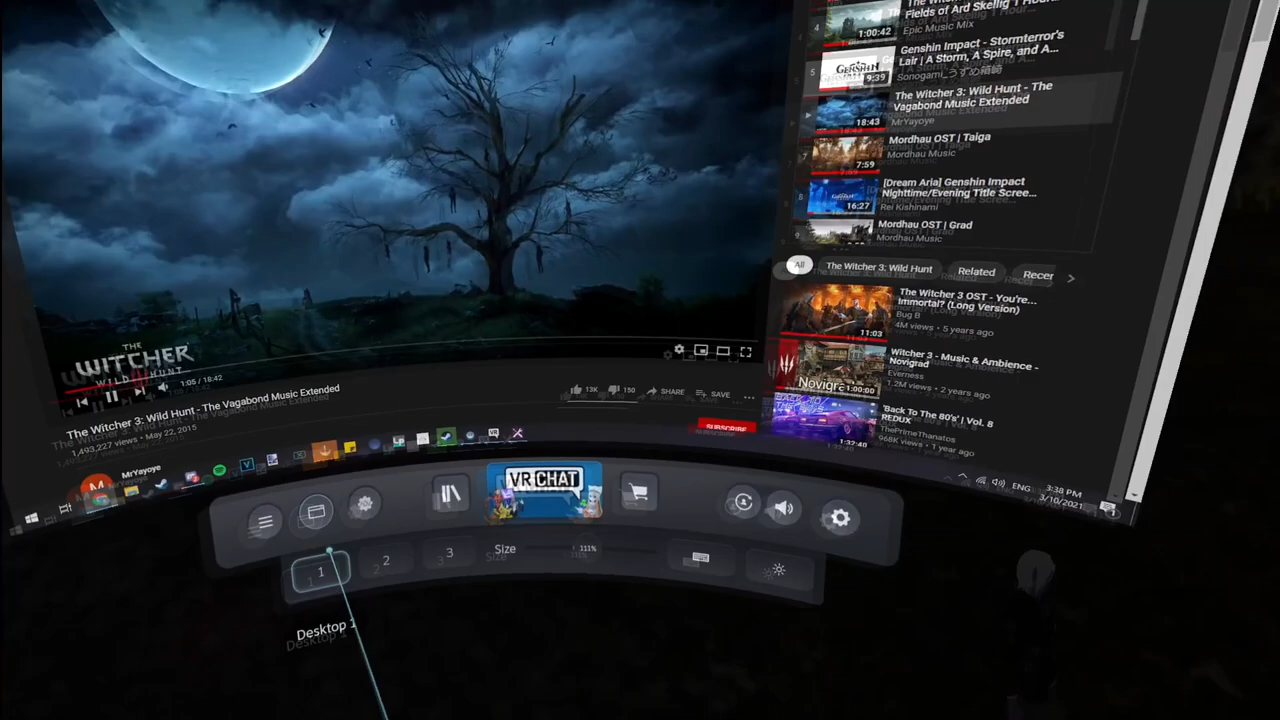 4
1:00:42
Fields of Ard Skellig 1 Hour...
Epic Music Mix
5
GENSHIN
9:39
Genshin Impact - Stormterror's
Lair | A Storm, A Spire, and A...
18:43
The Witcher 3: Wild Hunt - The
Vagabond Music Extended
MrYayoye
7
7:59
Mordhau OST | Taiga
Mordhau Music
8
16:27
[Dream Aria] Genshin Impact
Nighttime/Evening Title Scree...
Rei Kishinami
Mordhau OST | Grad
Mordhau Music
All
The Witcher 3: Wild Hunt
Related
Recer
11:03
The Witcher 3 OST - You're...
Immortal? (Long Version)
Bug B
4M views • 5 years ago
Novigra
1:00:00
Witcher 3 - Music & Ambience -
Novigrad
Everness
1.2M views • 2 years ago
1:32:40
'Back To The 80's' | Vol. 8
REDUX
ThePrimeThanatos
968K views • 1 year ago
THE
WITCHER
WILD HUNT
1:05 / 18:42
The Witcher 3: Wild Hunt - The Vagabond Music Extended
1,493,227 views • May 22, 2015
13K
150
SHARE
SAVE
M
MrYayoye
SUBSCRIBE
ENG
3:38 PM
3/10/2021
VR CHAT
1
2
3
Size
111%
Desktop 1